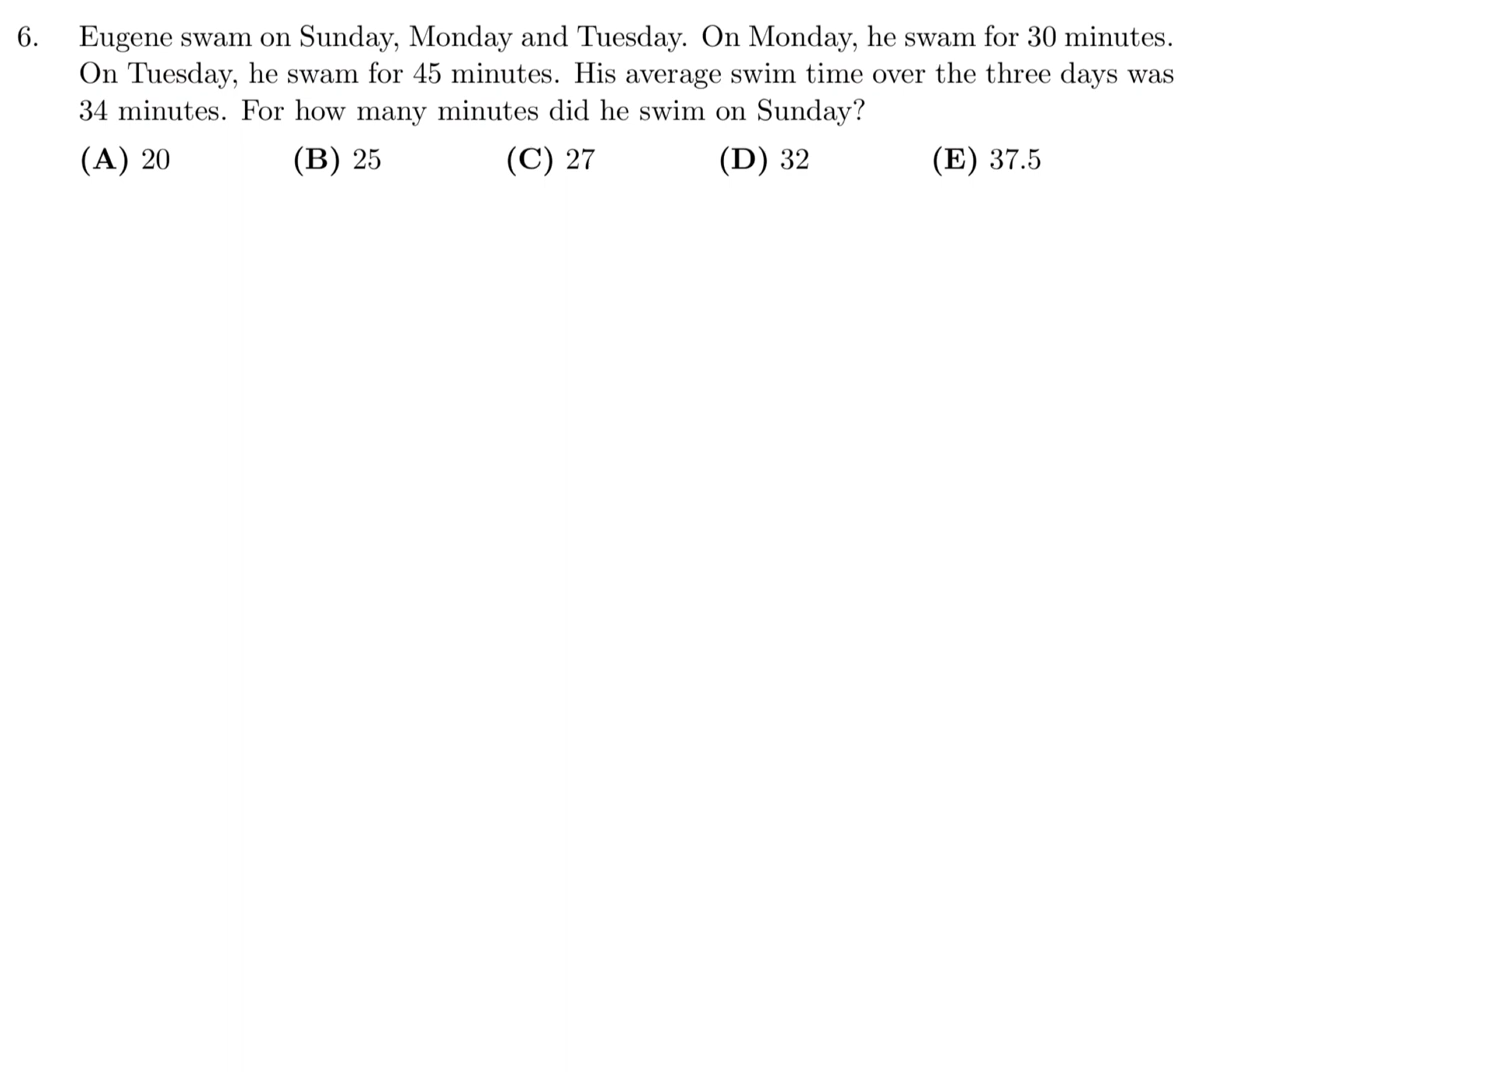 6. Eugene swam on Sunday, Monday and Tuesday. On Monday, he swam for 30 minutes.
On Tuesday, he swam for 45 minutes. His average swim time over the three days was
34 minutes. For how many minutes did he swim on Sunday?
(A) 20 (B) 25 (C) 27 (D) 32 (E) 37.5